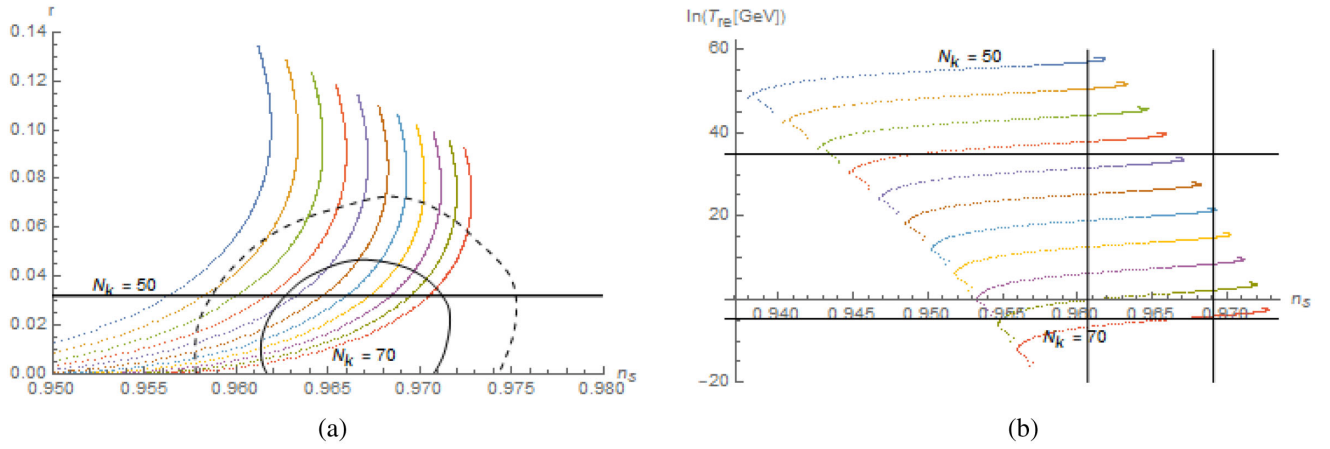 r
0.14
0.12
0.10
0.08
0.06
0.04
0.02
0.00
N_k = 50
N_k = 70
0.950 0.955 0.960 0.965 0.970 0.975 0.980
n_s
(a)
ln(T_re[GeV])
60
40
20
-20
N_k = 50
0.940 0.945 0.950 0.955 0.960 0.965 0.970
n_s
N_k = 70
(b)